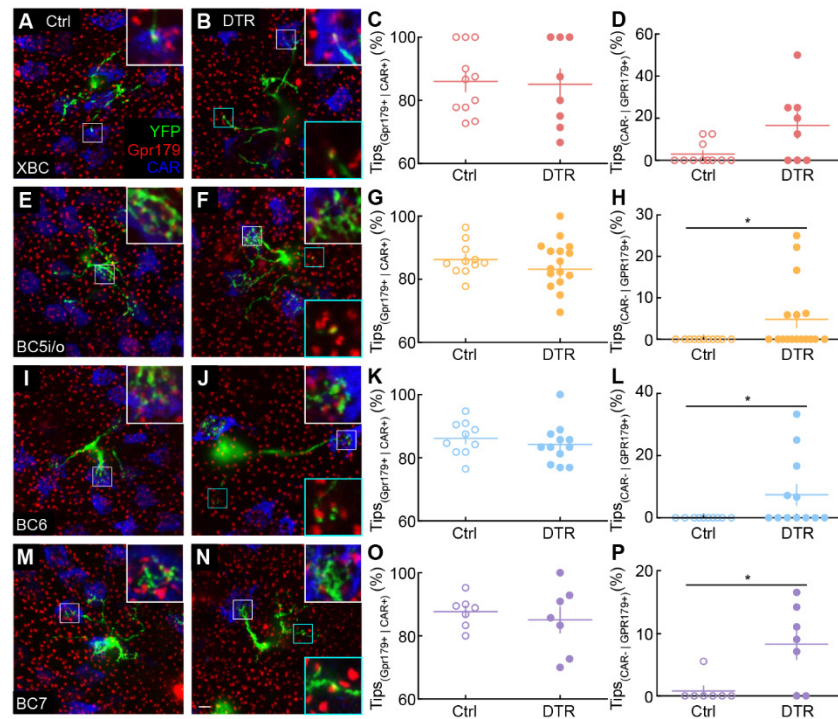 A Ctrl
YFP
Gpr179
CAR
XBC
B DTR
C
Tips(Gpr179+ | CAR+) (%)
100
80
60
Ctrl DTR
D
Tips(CAR- | GPR179+) (%)
60
40
20
0
Ctrl DTR
E
BC5i/o
F
G
Tips(Gpr179+ | CAR+) (%)
100
80
60
Ctrl DTR
H
Tips(CAR- | GPR179+) (%)
30
20
10
0
*
Ctrl DTR
I
BC6
J
K
Tips(Gpr179+ | CAR+) (%)
100
80
60
Ctrl DTR
L
Tips(CAR- | GPR179+) (%)
40
20
0
*
Ctrl DTR
M
BC7
N
O
Tips(Gpr179+ | CAR+) (%)
100
80
60
Ctrl DTR
P
Tips(CAR- | GPR179+) (%)
20
10
0
*
Ctrl DTR